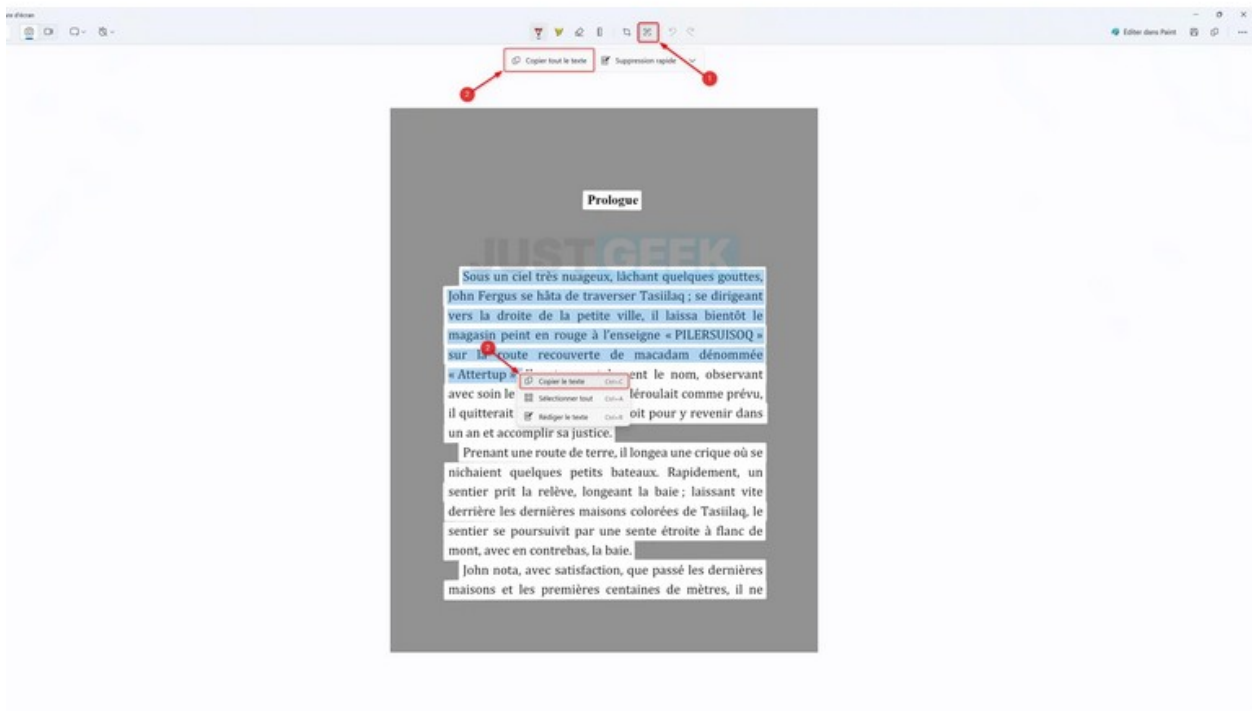 Copier tout le texte
Suppression rapide
Editer dans Paint
1
2
Prologue
JUSTGEEK
Sous un ciel très nuageux, lâchant quelques gouttes,
John Fergus se hâta de traverser Tasiilaq ; se dirigeant
vers la droite de la petite ville, il laissa bientôt le
magasin peint en rouge à l'enseigne « PILERSUISOQ »
sur la route recouverte de macadam dénommée
2
« Attertup » ent le nom, observant
Copier le texte Ctrl+C
avec soin le déroulait comme prévu,
Sélectionner tout Ctrl+A
il quitterait oit pour y revenir dans
Rédiger le texte Ctrl+R
un an et accomplir sa justice.
Prenant une route de terre, il longea une crique où se
nichaient quelques petits bateaux. Rapidement, un
sentier prit la relève, longeant la baie ; laissant vite
derrière les dernières maisons colorées de Tasiilaq, le
sentier se poursuivit par une sente étroite à flanc de
mont, avec en contrebas, la baie.
John nota, avec satisfaction, que passé les dernières
maisons et les premières centaines de mètres, il ne